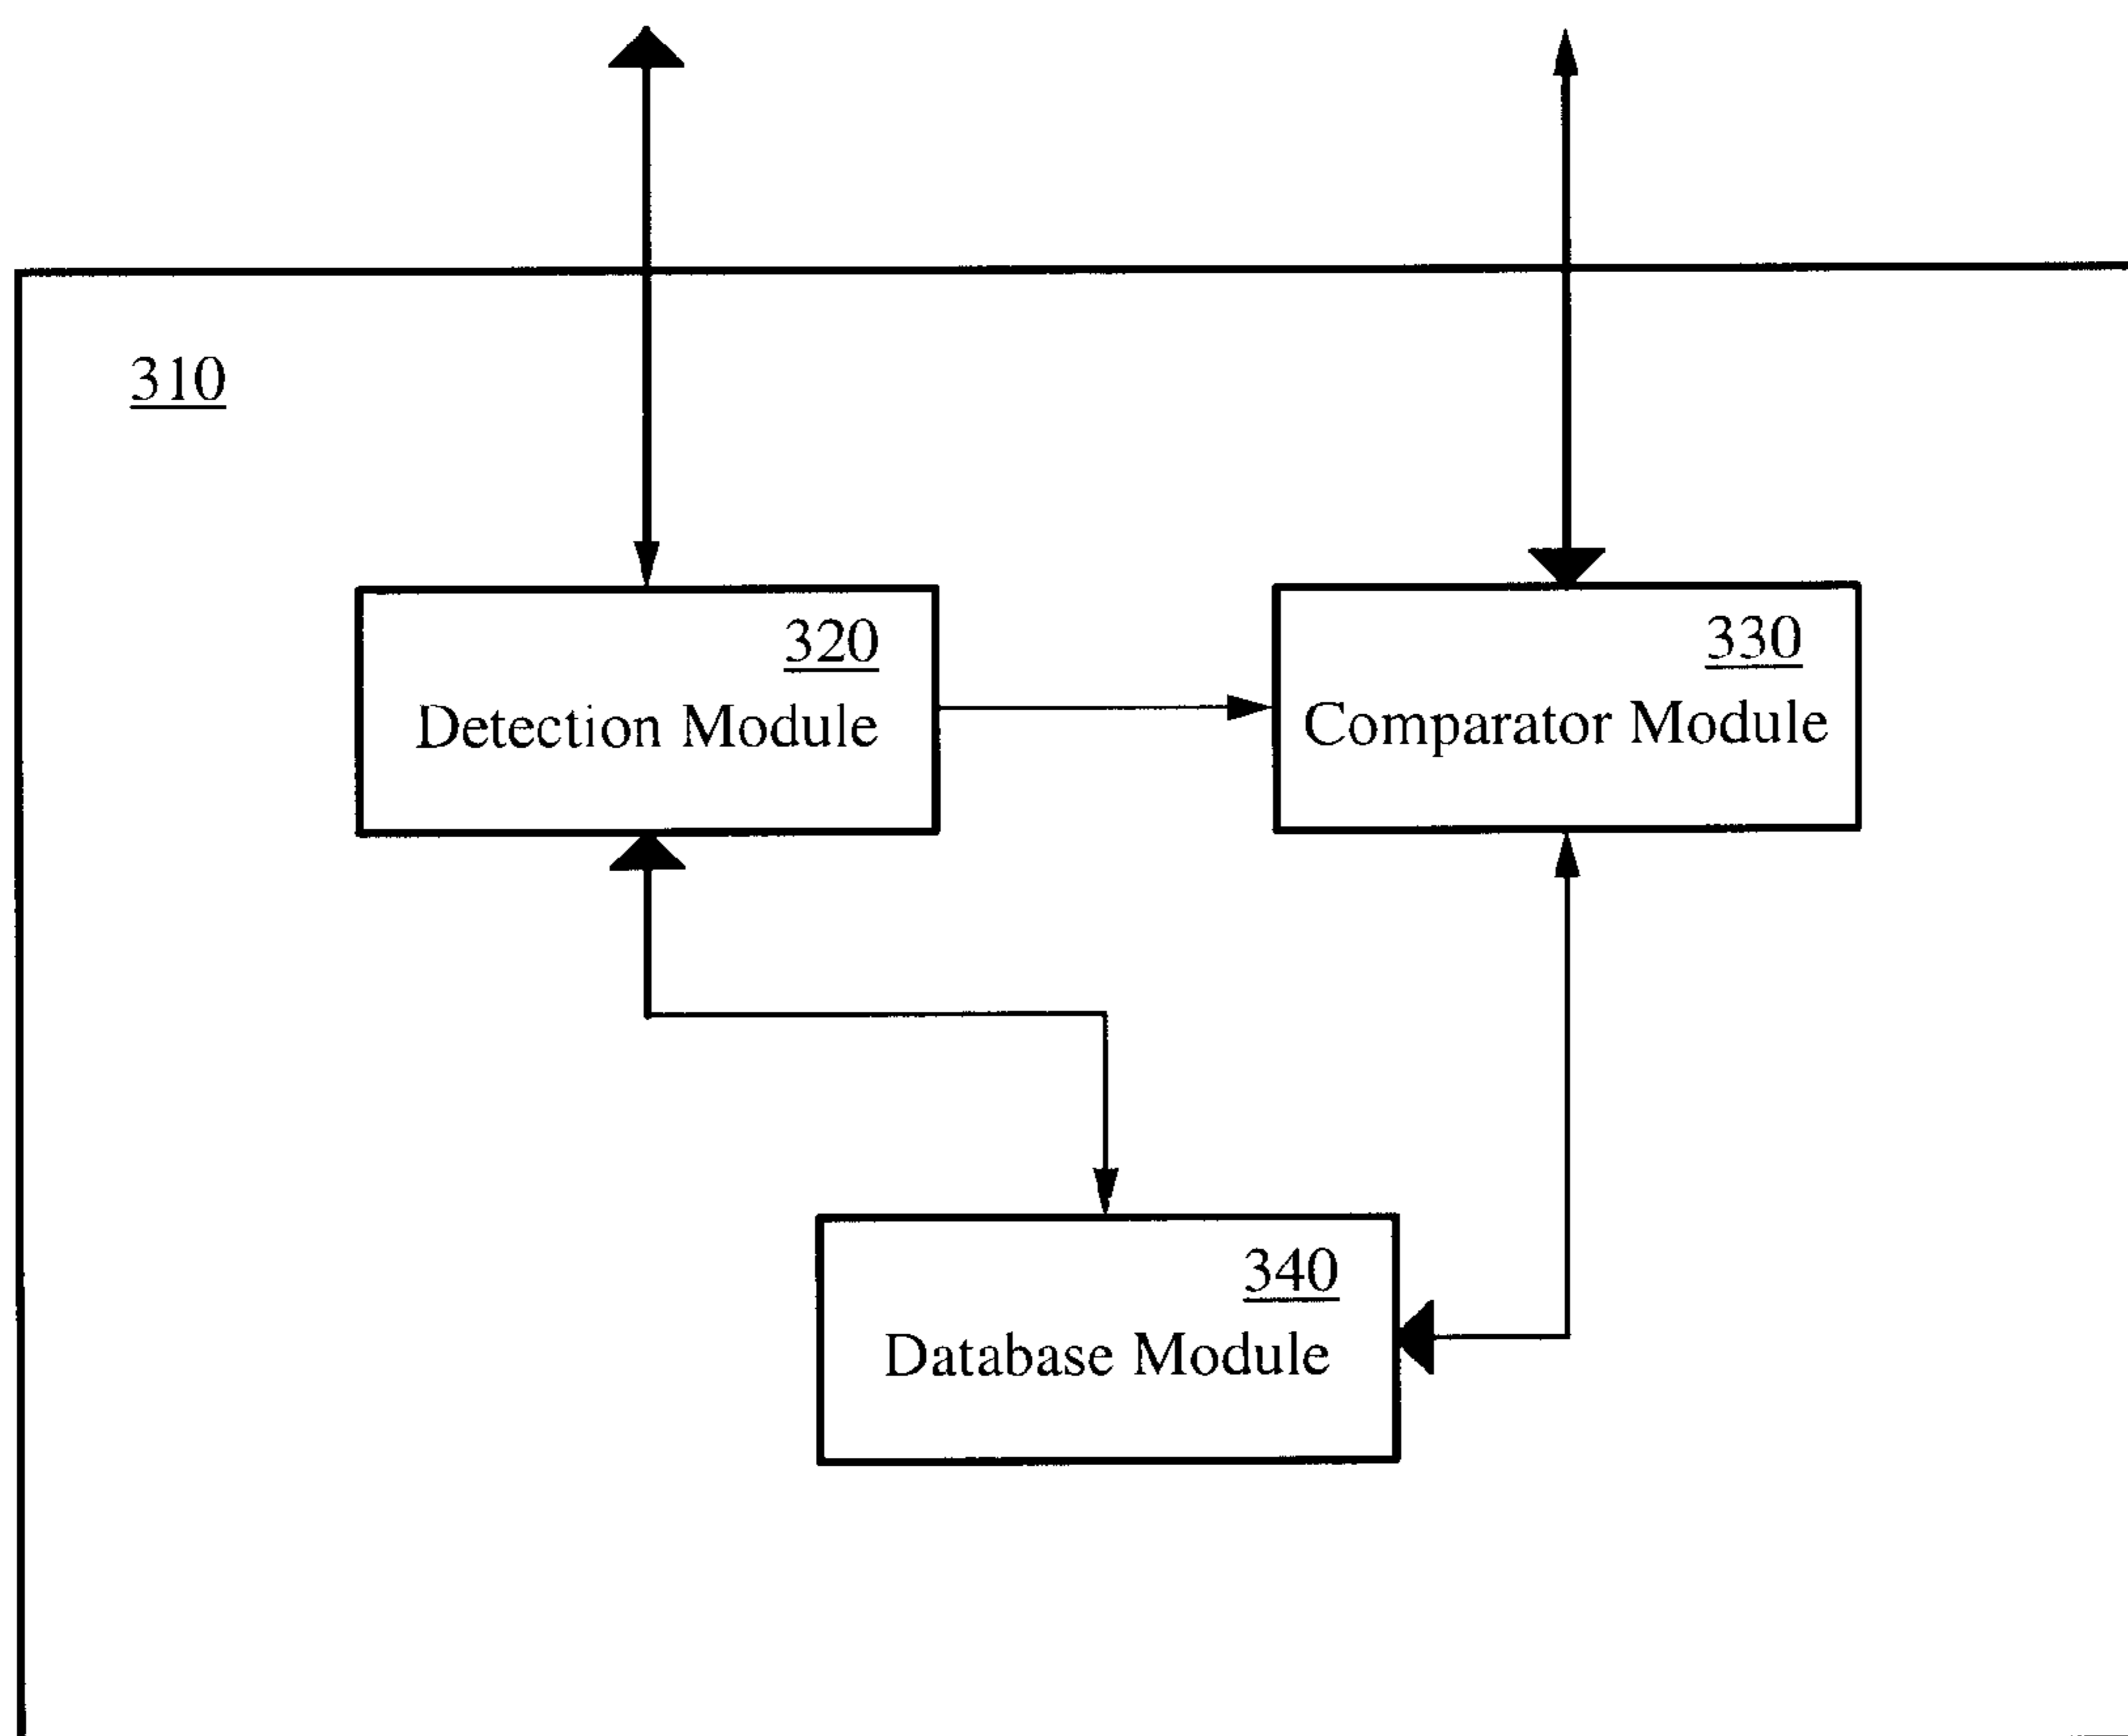 310
320
Detection Module
330
Comparator Module
340
Database Module